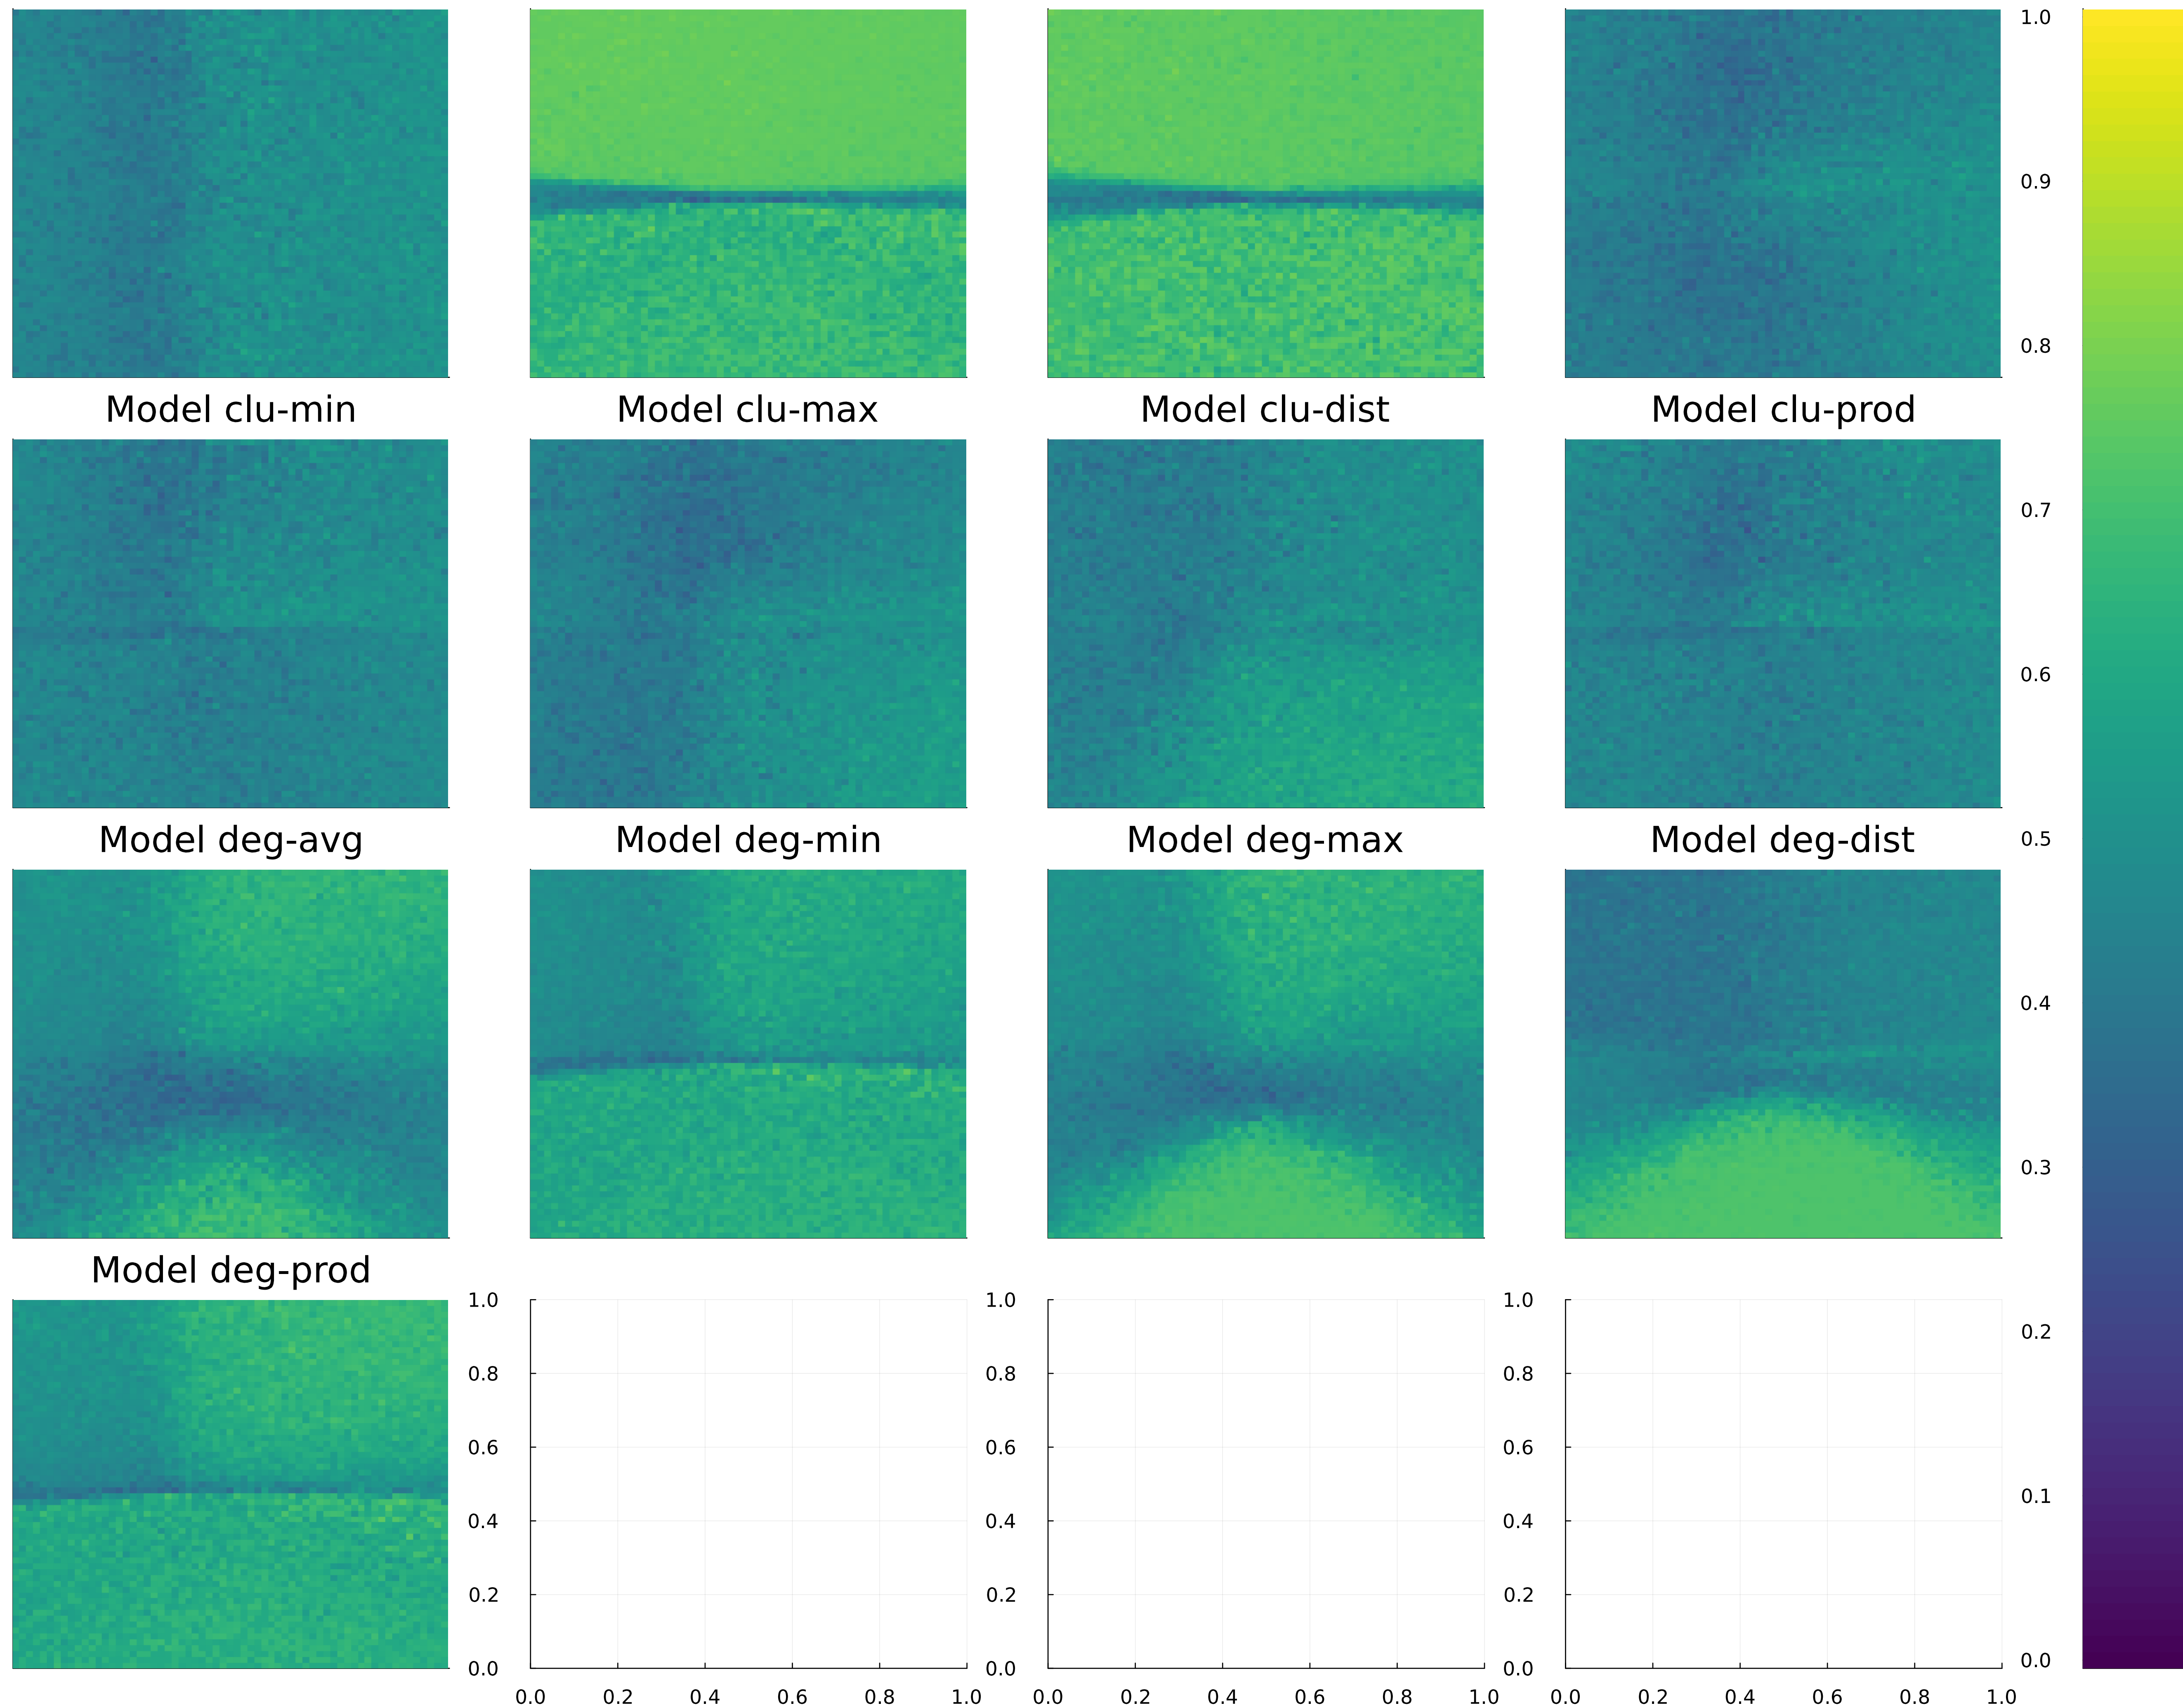 1.0
0.9
0.8
Model clu-min Model clu-max Model clu-dist Model clu-prod
0.7
0.6
Model deg-avg Model deg-min Model deg-max Model deg-dist
0.5
0.4
0.3
Model deg-prod
1.0 1.0 1.0
0.2
0.8 0.8 0.8
0.6 0.6 0.6
0.4 0.4 0.4
0.1
0.2 0.2 0.2
0.0 0.0 0.0
0.0
0.0 0.2 0.4 0.6 0.8 1.0 0.0 0.2 0.4 0.6 0.8 1.0 0.0 0.2 0.4 0.6 0.8 1.0